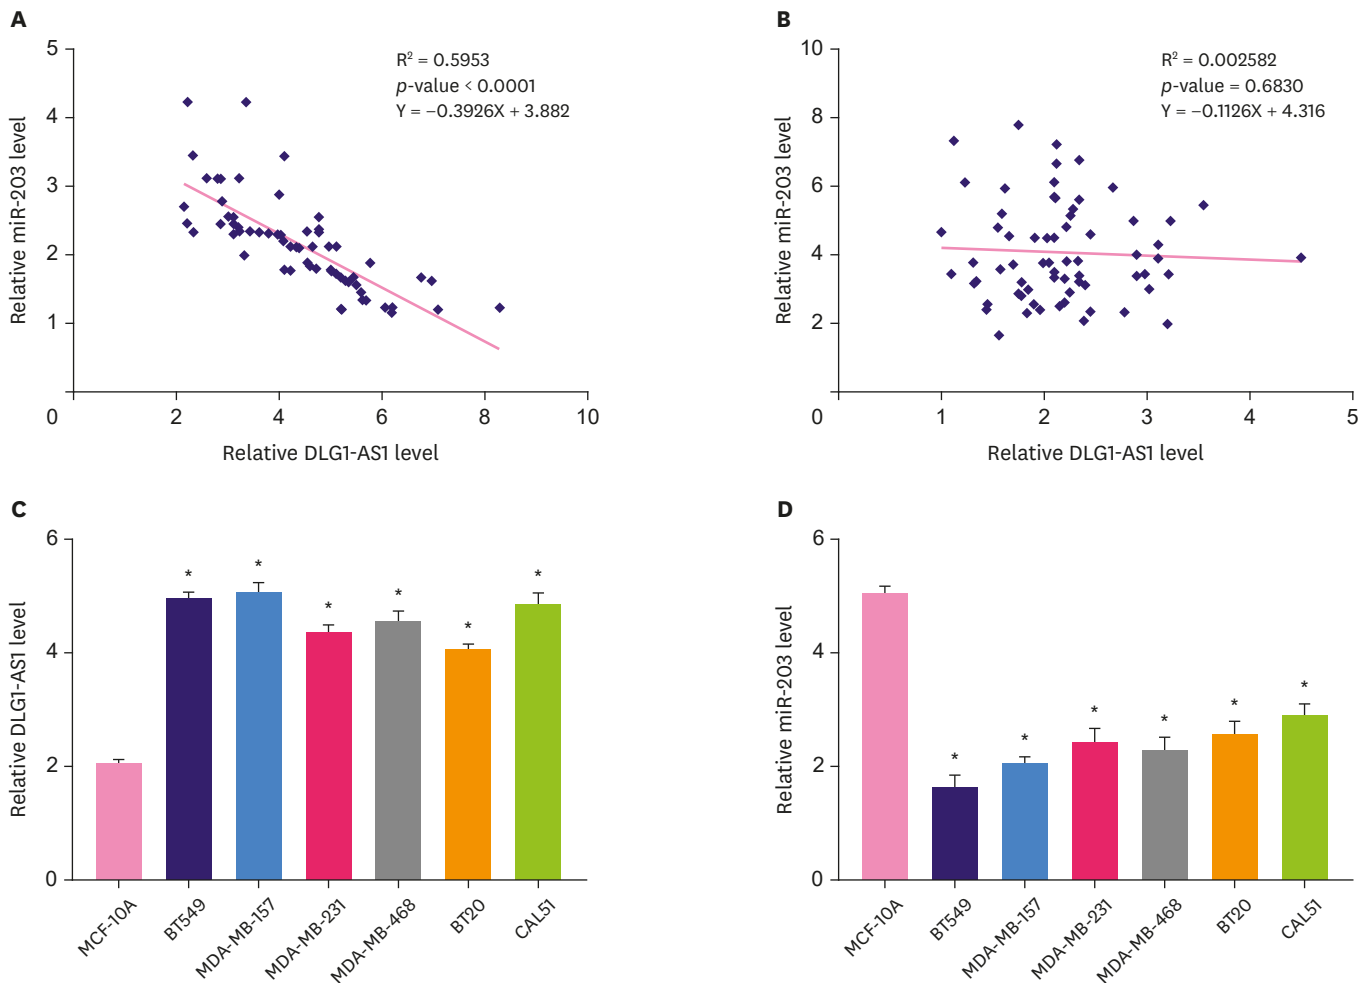 A
R² = 0.5953
p-value < 0.0001
Y = −0.3926X + 3.882
Relative miR-203 level
5
4
3
2
1
0
2
4
6
8
10
Relative DLG1-AS1 level
B
R² = 0.002582
p-value = 0.6830
Y = −0.1126X + 4.316
Relative miR-203 level
10
8
6
4
2
0
1
2
3
4
5
Relative DLG1-AS1 level
C
Relative DLG1-AS1 level
6
4
2
0
*
*
*
*
*
*
MCF-10A
BT549
MDA-MB-157
MDA-MB-231
MDA-MB-468
BT20
CAL51
D
Relative miR-203 level
6
4
2
0
*
*
*
*
*
*
MCF-10A
BT549
MDA-MB-157
MDA-MB-231
MDA-MB-468
BT20
CAL51